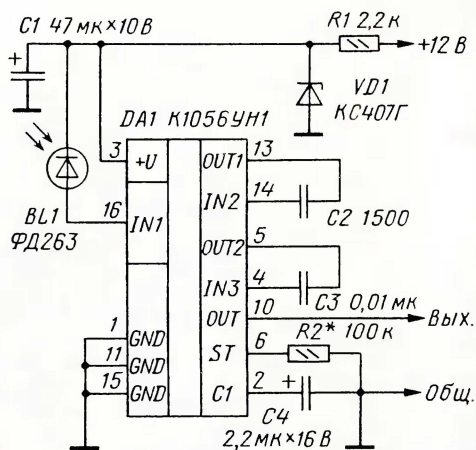 C1 47 мк×10 В
R1 2,2 к
+12 В
+
VD1
КС407Г
DA1 К1056УН1
3
+U
OUT1
13
BL1
ФД263
16
IN1
IN2
14
C2 1500
OUT2
5
IN3
4
C3 0,01 мк
OUT
10
Вых.
1
GND
ST
6
R2* 100 к
11
GND
15
GND
C1
2
+
Общ.
C4
2,2 мк×16 В